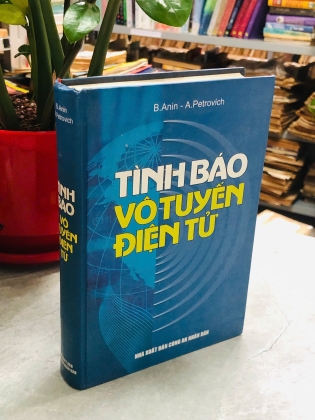 B.Anin - A.Petrovich
TÌNH BÁO
VÔ TUYẾN
ĐIỆN TỬ
NHÀ XUẤT BẢN CÔNG AN NHÂN DÂN
B.Anin
A.Petrovich
TÌNH
BÁO
VÔ
TUYẾN
ĐIỆN
TỬ